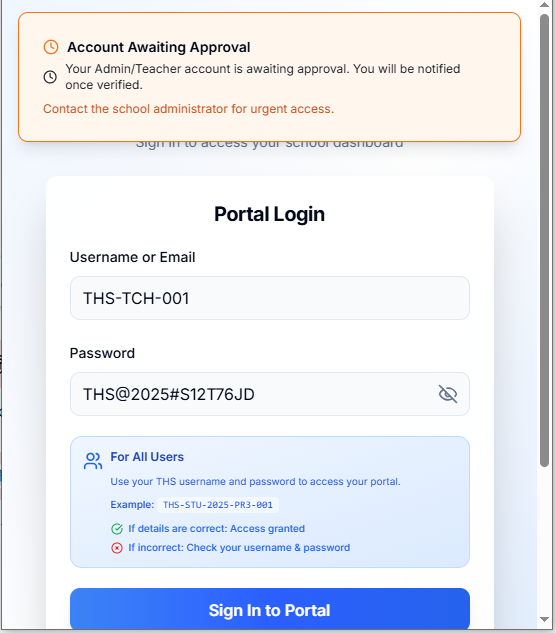 Account Awaiting Approval
Your Admin/Teacher account is awaiting approval. You will be notified
once verified.
Contact the school administrator for urgent access.
Sign in to access your school dashboard
Portal Login
Username or Email
THS-TCH-001
Password
THS@2025#S12T76JD
For All Users
Use your THS username and password to access your portal.
Example: THS-STU-2025-PR3-001
If details are correct: Access granted
If incorrect: Check your username & password
Sign In to Portal